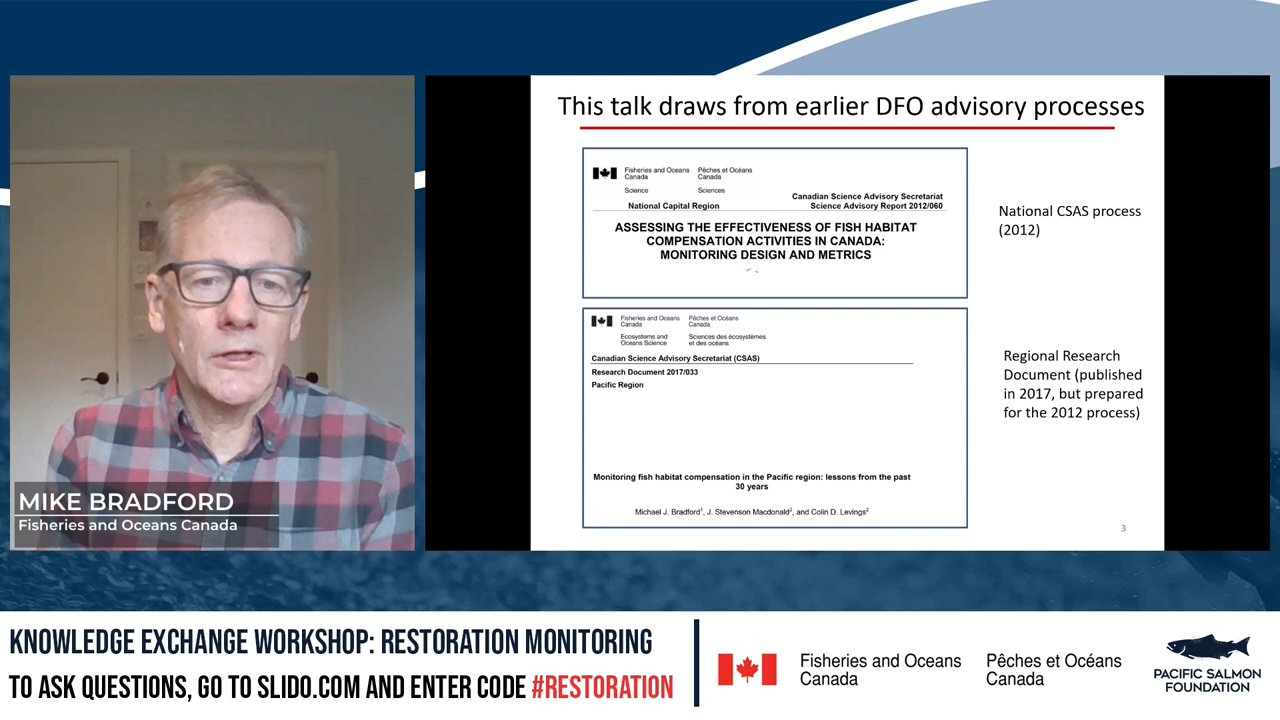 This talk draws from earlier DFO advisory processes
Fisheries and Oceans Canada
Pêches et Océans Canada
Science
Sciences
National Capital Region
Canadian Science Advisory Secretariat
Science Advisory Report 2012/060
ASSESSING THE EFFECTIVENESS OF FISH HABITAT
COMPENSATION ACTIVITIES IN CANADA:
MONITORING DESIGN AND METRICS
National CSAS process
(2012)
Fisheries and Oceans Canada
Pêches et Océans Canada
Ecosystems and Oceans Science
Sciences des écosystèmes et des océans
Canadian Science Advisory Secretariat (CSAS)
Research Document 2017/033
Pacific Region
Monitoring fish habitat compensation in the Pacific region: lessons from the past
30 years
Michael J. Bradford¹, J. Stevenson Macdonald², and Colin D. Levings²
Regional Research
Document (published
in 2017, but prepared
for the 2012 process)
3
MIKE BRADFORD
Fisheries and Oceans Canada
KNOWLEDGE EXCHANGE WORKSHOP: RESTORATION MONITORING
TO ASK QUESTIONS, GO TO SLIDO.COM AND ENTER CODE #RESTORATION
Fisheries and Oceans
Canada
Pêches et Océans
Canada
PACIFIC SALMON
FOUNDATION